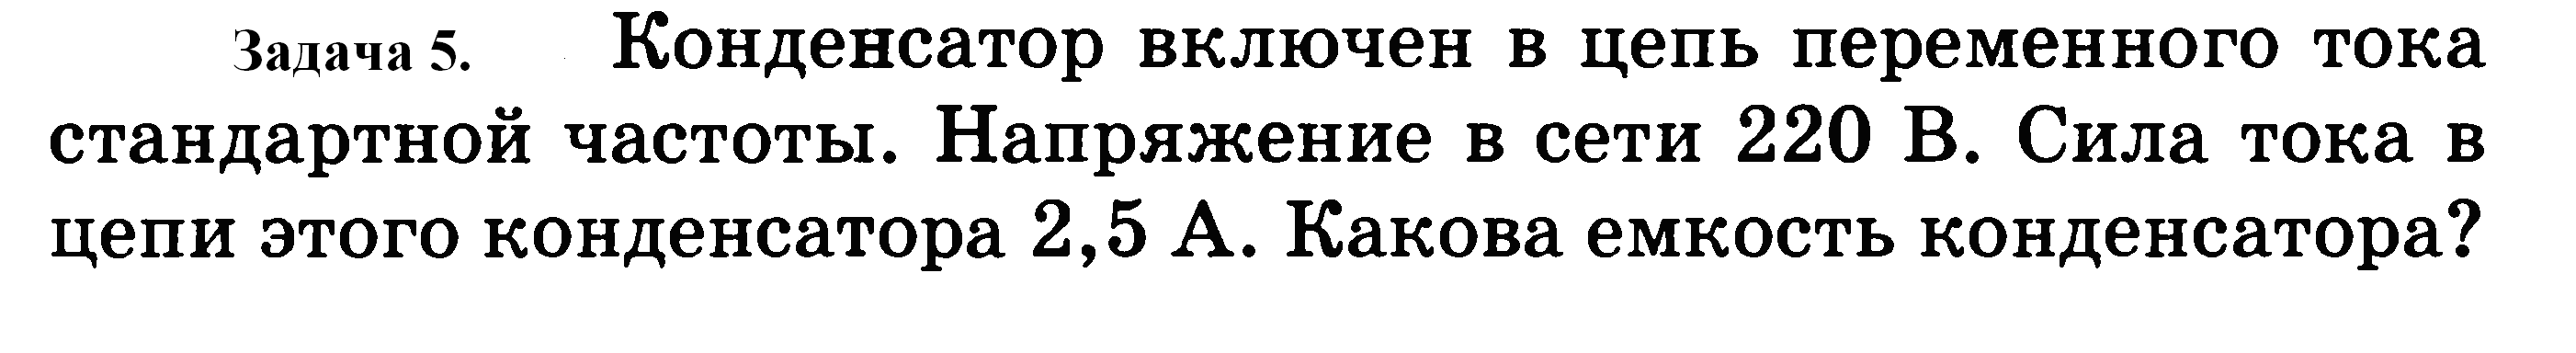 Задача 5. Конденсатор включен в цепь переменного тока
стандартной частоты. Напряжение в сети 220 В. Сила тока в
цепи этого конденсатора 2,5 А. Какова емкость конденсатора?